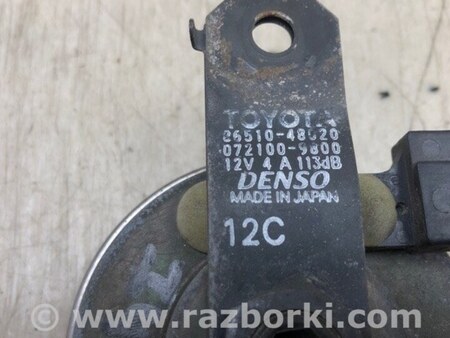 TOYOTA
86510-48020
072100-9800
12V 4 A 113dB
DENSO
MADE IN JAPAN
12C
© www.razborki.com